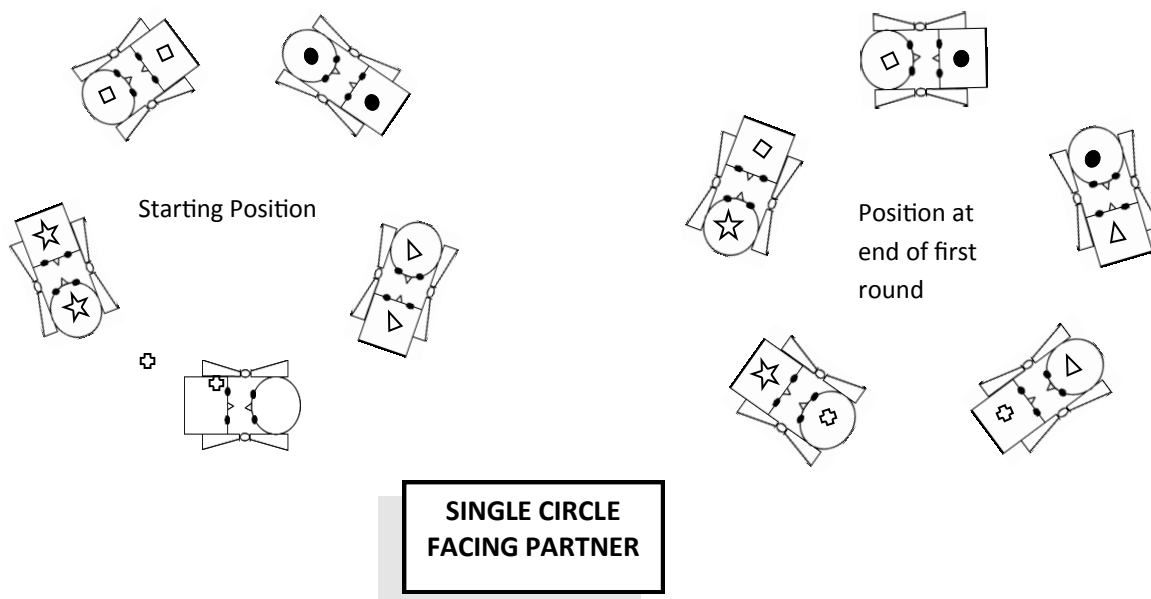 Starting Position
Position at
end of first
round
SINGLE CIRCLE
FACING PARTNER